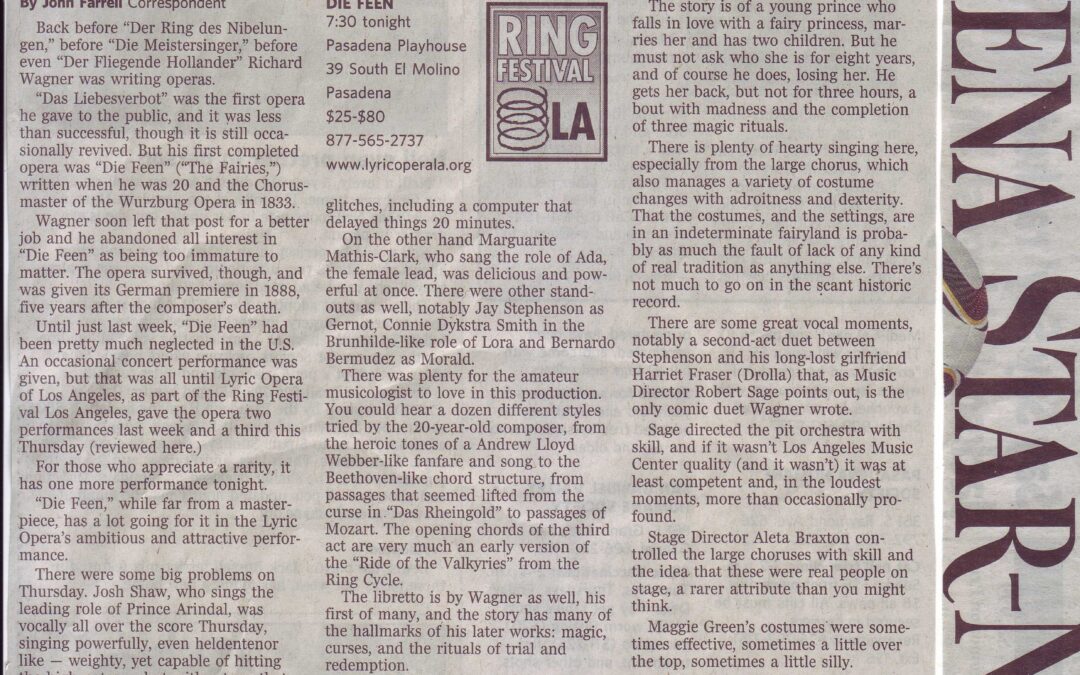 By John Farrell Correspondent
Back before “Der Ring des Nibelun-
gen,” before “Die Meistersinger,” before
even “Der Fliegende Hollander” Richard
Wagner was writing operas.
“Das Liebesverbot” was the first opera
he gave to the public, and it was less
than successful, though it is still occa-
sionally revived. But his first completed
opera was “Die Feen” (“The Fairies,”)
written when he was 20 and the Chorus-
master of the Wurzburg Opera in 1833.
Wagner soon left that post for a better
job and he abandoned all interest in
“Die Feen” as being too immature to
matter. The opera survived, though, and
was given its German premiere in 1888,
five years after the composer’s death.
Until just last week, “Die Feen” had
been pretty much neglected in the U.S.
An occasional concert performance was
given, but that was all until Lyric Opera
of Los Angeles, as part of the Ring Festi-
val Los Angeles, gave the opera two
performances last week and a third this
Thursday (reviewed here.)
For those who appreciate a rarity, it
has one more performance tonight.
“Die Feen,” while far from a master-
piece, has a lot going for it in the Lyric
Opera’s ambitious and attractive perfor-
mance.
There were some big problems on
Thursday. Josh Shaw, who sings the
leading role of Prince Arindal, was
vocally all over the score Thursday,
singing powerfully, even heldentenor
like — weighty, yet capable of hitting
DIE FEEN
7:30 tonight
Pasadena Playhouse
39 South El Molino
Pasadena
$25-$80
877-565-2737
www.lyricoperala.org
RING
FESTIVAL
LA
glitches, including a computer that
delayed things 20 minutes.
On the other hand Marguarite
Mathis-Clark, who sang the role of Ada,
the female lead, was delicious and pow-
erful at once. There were other stand-
outs as well, notably Jay Stephenson as
Gernot, Connie Dykstra Smith in the
Brunhilde-like role of Lora and Bernardo
Bermudez as Morald.
There was plenty for the amateur
musicologist to love in this production.
You could hear a dozen different styles
tried by the 20-year-old composer, from
the heroic tones of a Andrew Lloyd
Webber-like fanfare and song to the
Beethoven-like chord structure, from
passages that seemed lifted from the
curse in “Das Rheingold” to passages of
Mozart. The opening chords of the third
act are very much an early version of
the “Ride of the Valkyries” from the
Ring Cycle.
The libretto is by Wagner as well, his
first of many, and the story has many of
the hallmarks of his later works: magic,
curses, and the rituals of trial and
redemption.
The story is of a young prince who
falls in love with a fairy princess, mar-
ries her and has two children. But he
must not ask who she is for eight years,
and of course he does, losing her. He
gets her back, but not for three hours, a
bout with madness and the completion
of three magic rituals.
There is plenty of hearty singing here,
especially from the large chorus, which
also manages a variety of costume
changes with adroitness and dexterity.
That the costumes, and the settings, are
in an indeterminate fairyland is proba-
bly as much the fault of lack of any kind
of real tradition as anything else. There’s
not much to go on in the scant historic
record.
There are some great vocal moments,
notably a second-act duet between
Stephenson and his long-lost girlfriend
Harriet Fraser (Drolla) that, as Music
Director Robert Sage points out, is the
only comic duet Wagner wrote.
Sage directed the pit orchestra with
skill, and if it wasn’t Los Angeles Music
Center quality (and it wasn’t) it was at
least competent and, in the loudest
moments, more than occasionally pro-
found.
Stage Director Aleta Braxton con-
trolled the large choruses with skill and
the idea that these were real people on
stage, a rarer attribute than you might
think.
Maggie Green’s costumes were some-
times effective, sometimes a little over
the top, sometimes a little silly.
ENA STAR-N